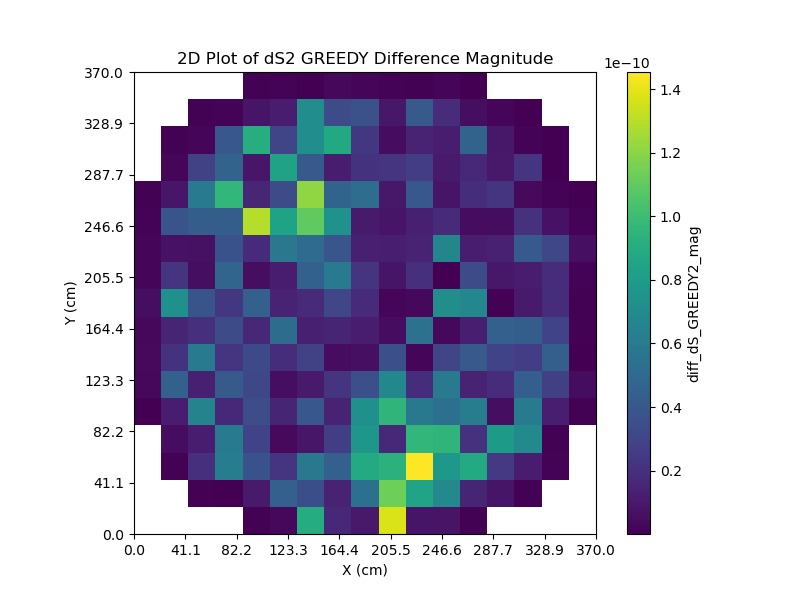 2D Plot of dS2 GREEDY Difference Magnitude
1e−10
370.0
328.9
287.7
246.6
205.5
164.4
123.3
82.2
41.1
0.0
Y (cm)
0.0 41.1 82.2 123.3 164.4 205.5 246.6 287.7 328.9 370.0
X (cm)
1.4
1.2
1.0
0.8
0.6
0.4
0.2
diff_dS_GREEDY2_mag